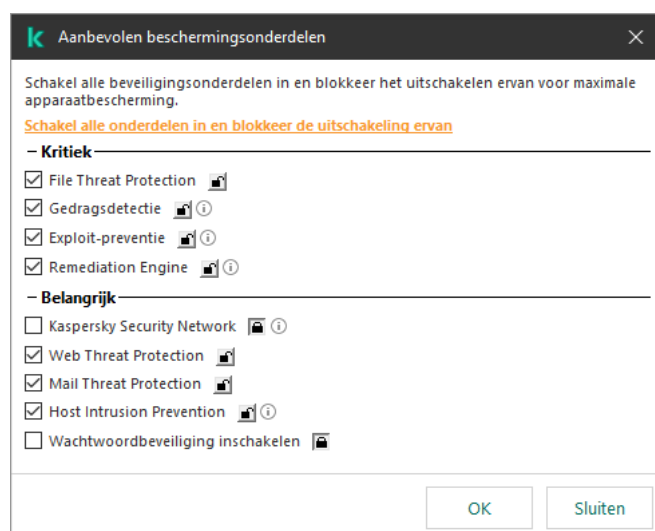 Aanbevolen beschermingsonderdelen
Schakel alle beveiligingsonderdelen in en blokkeer het uitschakelen ervan voor maximale
apparaatbescherming.
Schakel alle onderdelen in en blokkeer de uitschakeling ervan
Kritiek
File Threat Protection
Gedragsdetectie
Exploit-preventie
Remediation Engine
Belangrijk
Kaspersky Security Network
Web Threat Protection
Mail Threat Protection
Host Intrusion Prevention
Wachtwoordbeveiliging inschakelen
OK
Sluiten